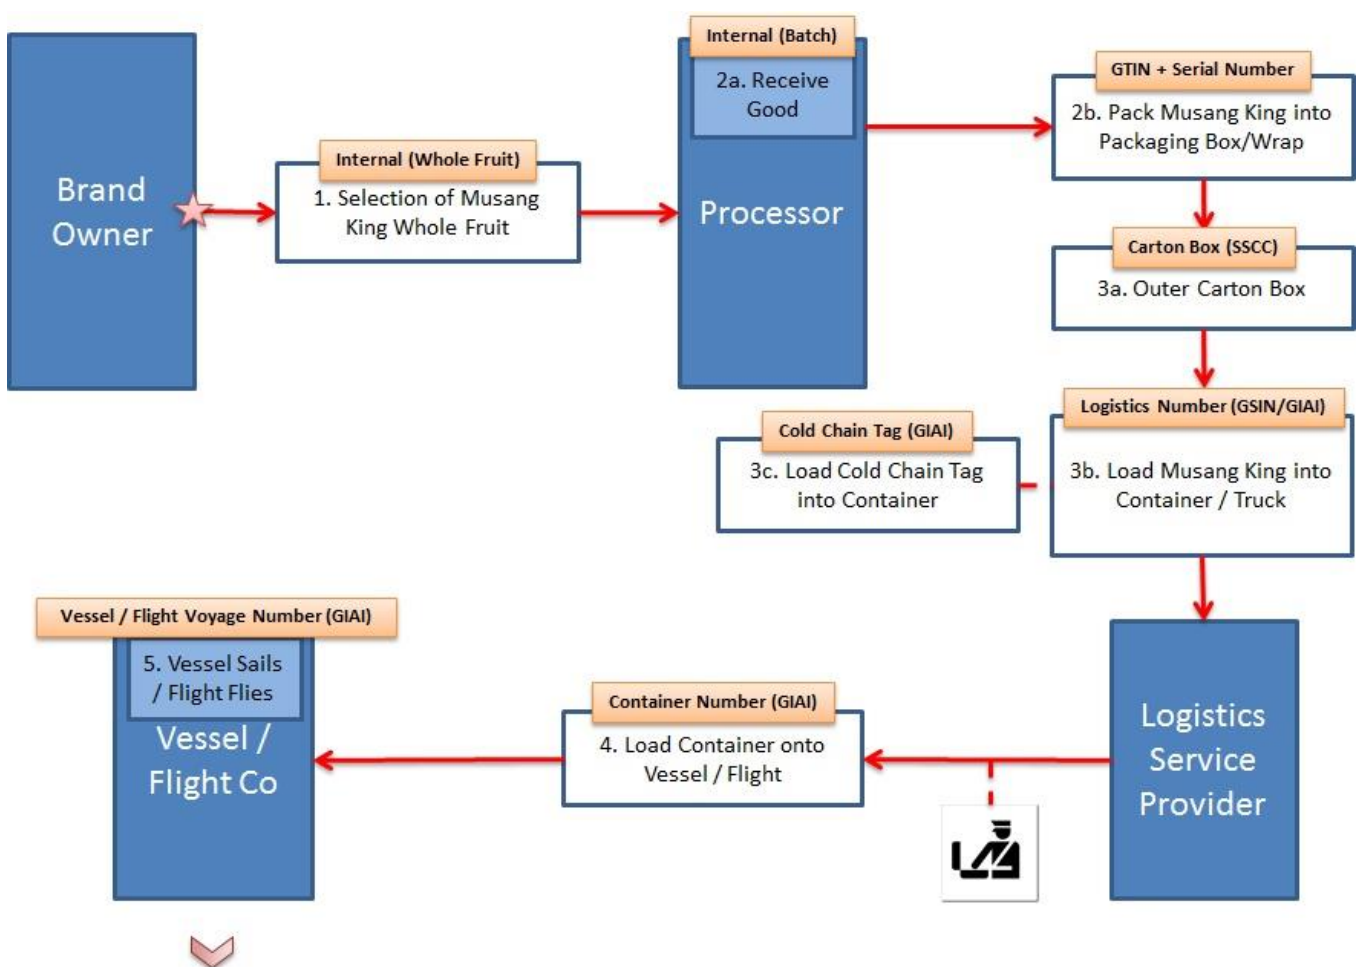 Brand
Owner
Internal (Whole Fruit)
1. Selection of Musang
King Whole Fruit
Internal (Batch)
2a. Receive
Good
Processor
GTIN + Serial Number
2b. Pack Musang King into
Packaging Box/Wrap
Carton Box (SSCC)
3a. Outer Carton Box
Logistics Number (GSIN/GIAI)
3b. Load Musang King into
Container / Truck
Cold Chain Tag (GIAI)
3c. Load Cold Chain Tag
into Container
Logistics
Service
Provider
Container Number (GIAI)
4. Load Container onto
Vessel / Flight
Vessel / Flight Voyage Number (GIAI)
5. Vessel Sails
/ Flight Flies
Vessel /
Flight Co